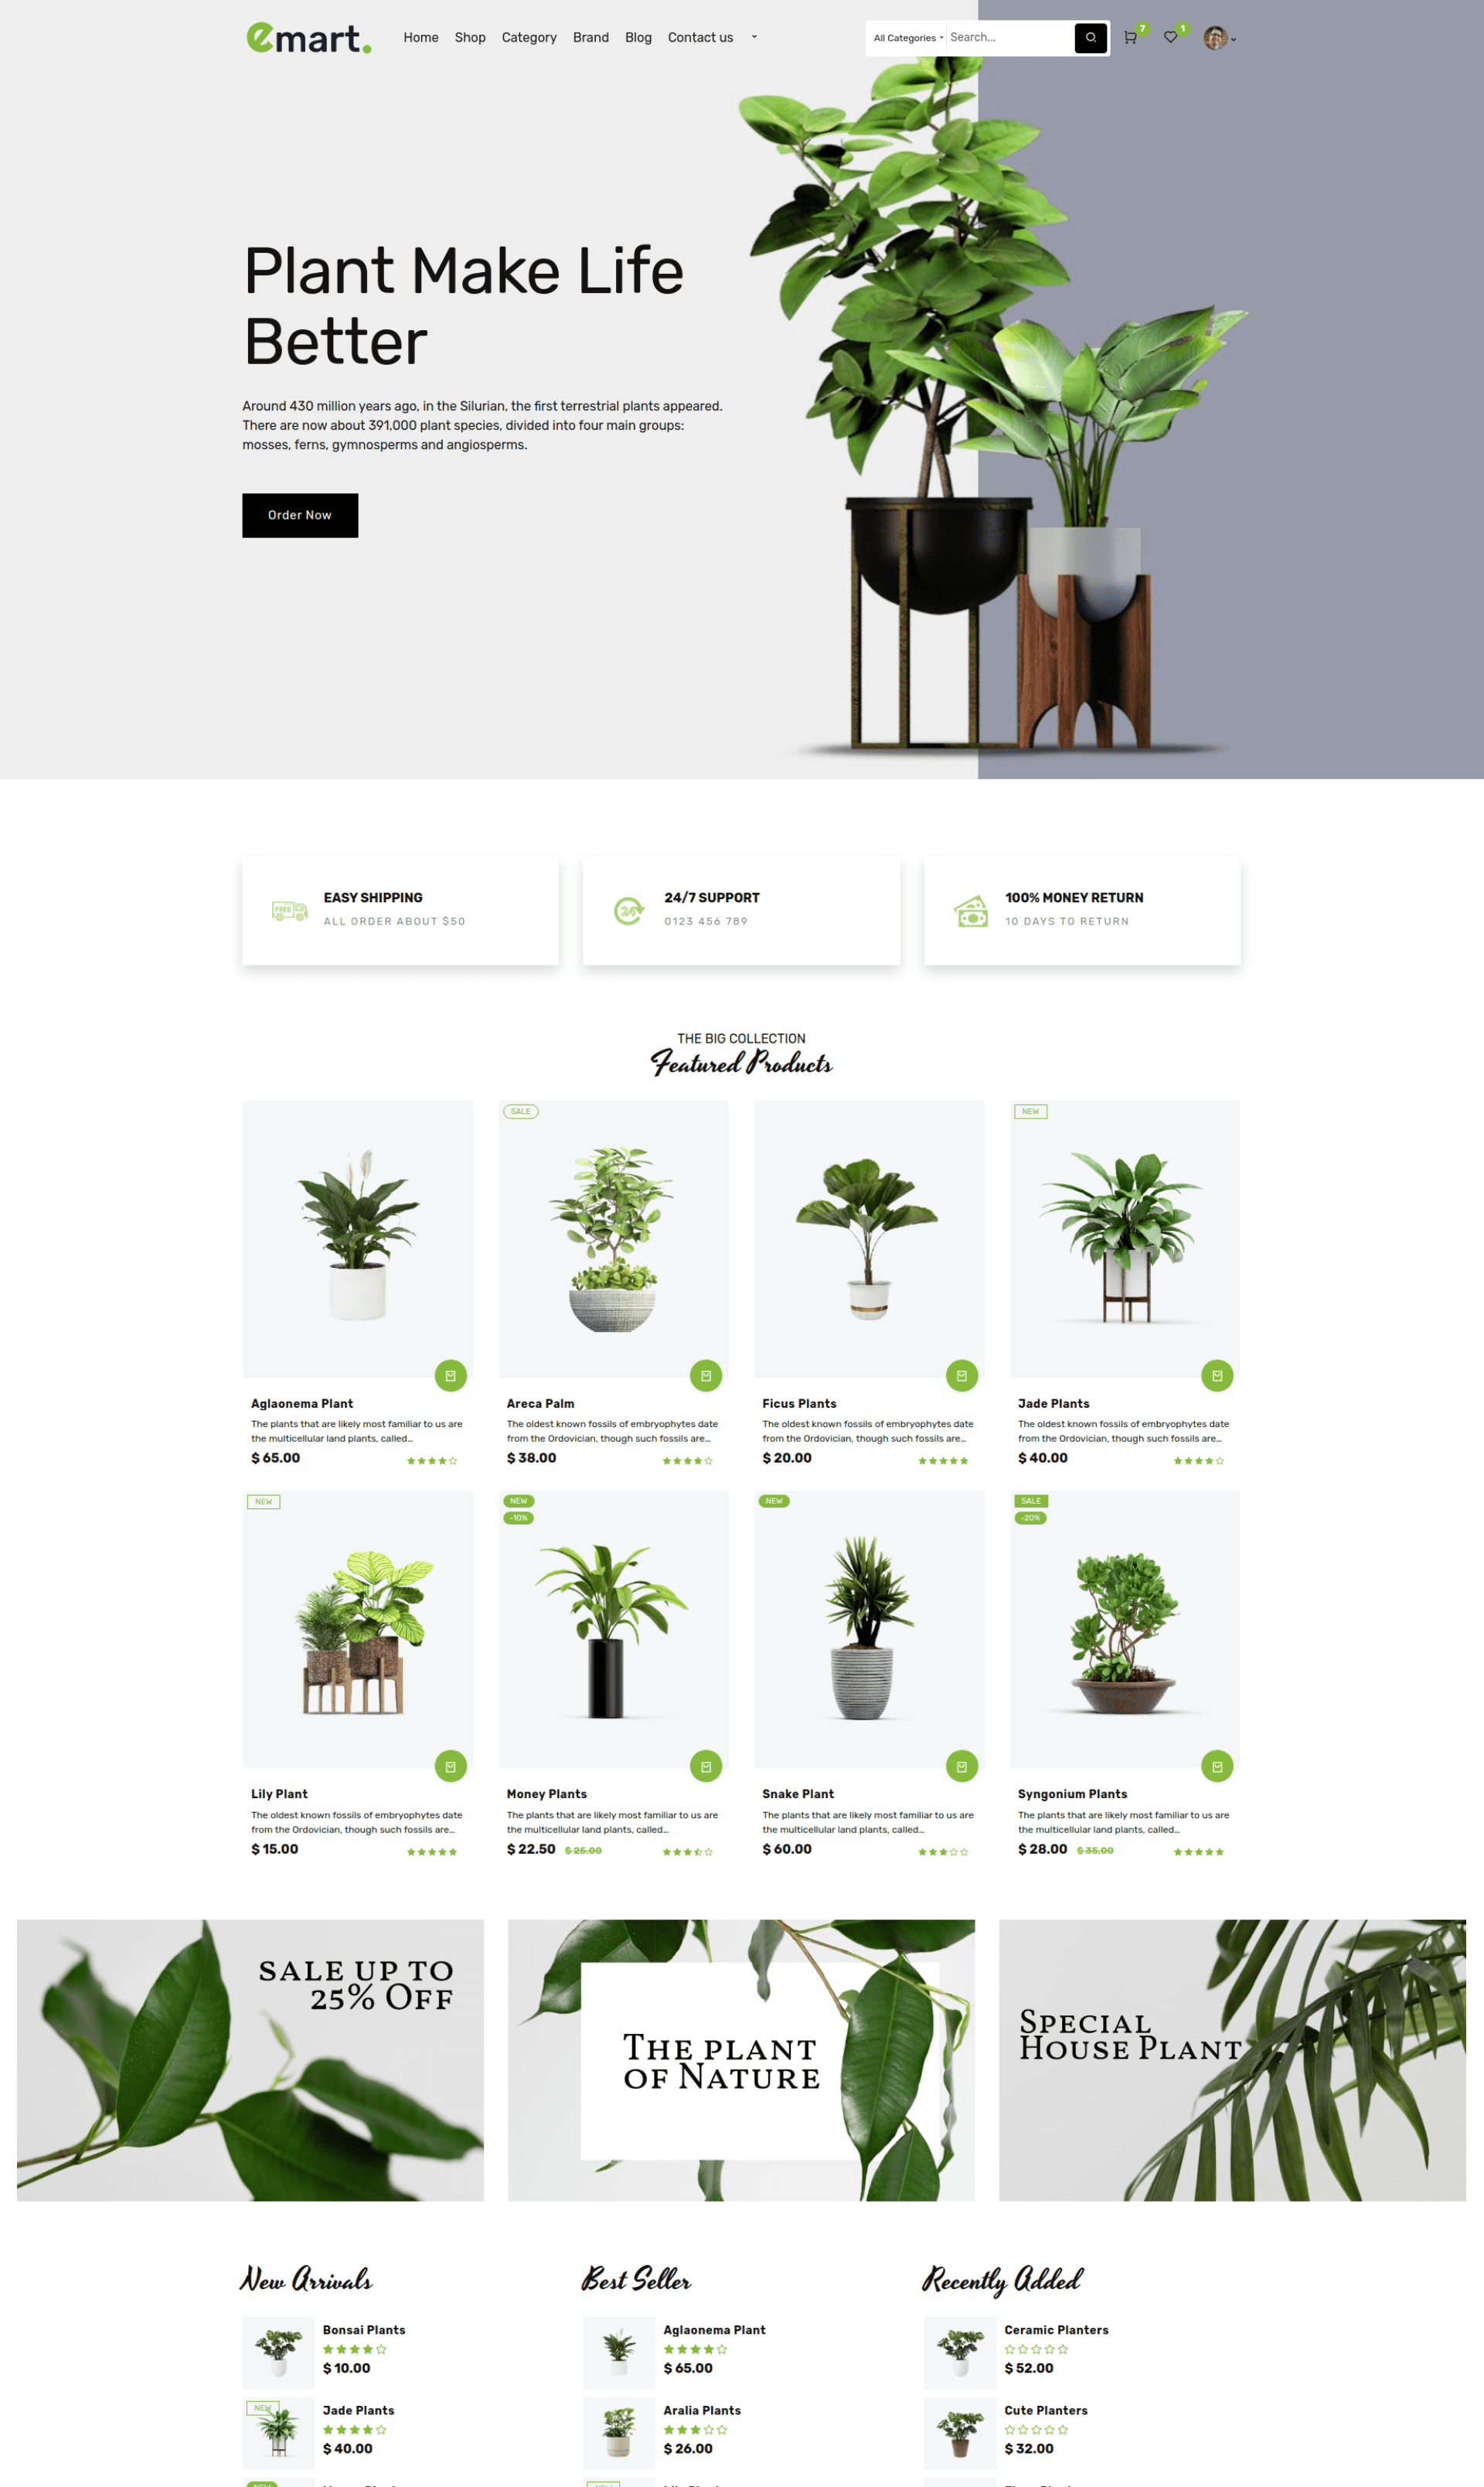 emart.
Home Shop Category Brand Blog Contact us
All Categories Search... 7 1
Plant Make Life
Better
Around 430 million years ago, in the Silurian, the first terrestrial plants appeared.
There are now about 391,000 plant species, divided into four main groups:
mosses, ferns, gymnosperms and angiosperms.
Order Now
FREE
EASY SHIPPING
ALL ORDER ABOUT $50
24
24/7 SUPPORT
0123 456 789
100% MONEY RETURN
10 DAYS TO RETURN
THE BIG COLLECTION
Featured Products
Aglaonema Plant
The plants that are likely most familiar to us are
the multicellular land plants, called...
$ 65.00
SALE
Areca Palm
The oldest known fossils of embryophytes date
from the Ordovician, though such fossils are...
$ 38.00
Ficus Plants
The oldest known fossils of embryophytes date
from the Ordovician, though such fossils are...
$ 20.00
NEW
Jade Plants
The oldest known fossils of embryophytes date
from the Ordovician, though such fossils are...
$ 40.00
NEW
Lily Plant
The oldest known fossils of embryophytes date
from the Ordovician, though such fossils are...
$ 15.00
NEW
-10%
Money Plants
The plants that are likely most familiar to us are
the multicellular land plants, called...
$ 22.50 $ 25.00
NEW
Snake Plant
The plants that are likely most familiar to us are
the multicellular land plants, called...
$ 60.00
SALE
-20%
Syngonium Plants
The plants that are likely most familiar to us are
the multicellular land plants, called...
$ 28.00 $ 35.00
SALE UP TO
25% OFF
THE PLANT
OF NATURE
SPECIAL
HOUSE PLANT
New Arrivals
Bonsai Plants
$ 10.00
NEW
Jade Plants
$ 40.00
Best Seller
Aglaonema Plant
$ 65.00
Aralia Plants
$ 26.00
Recently Added
Ceramic Planters
$ 52.00
Cute Planters
$ 32.00